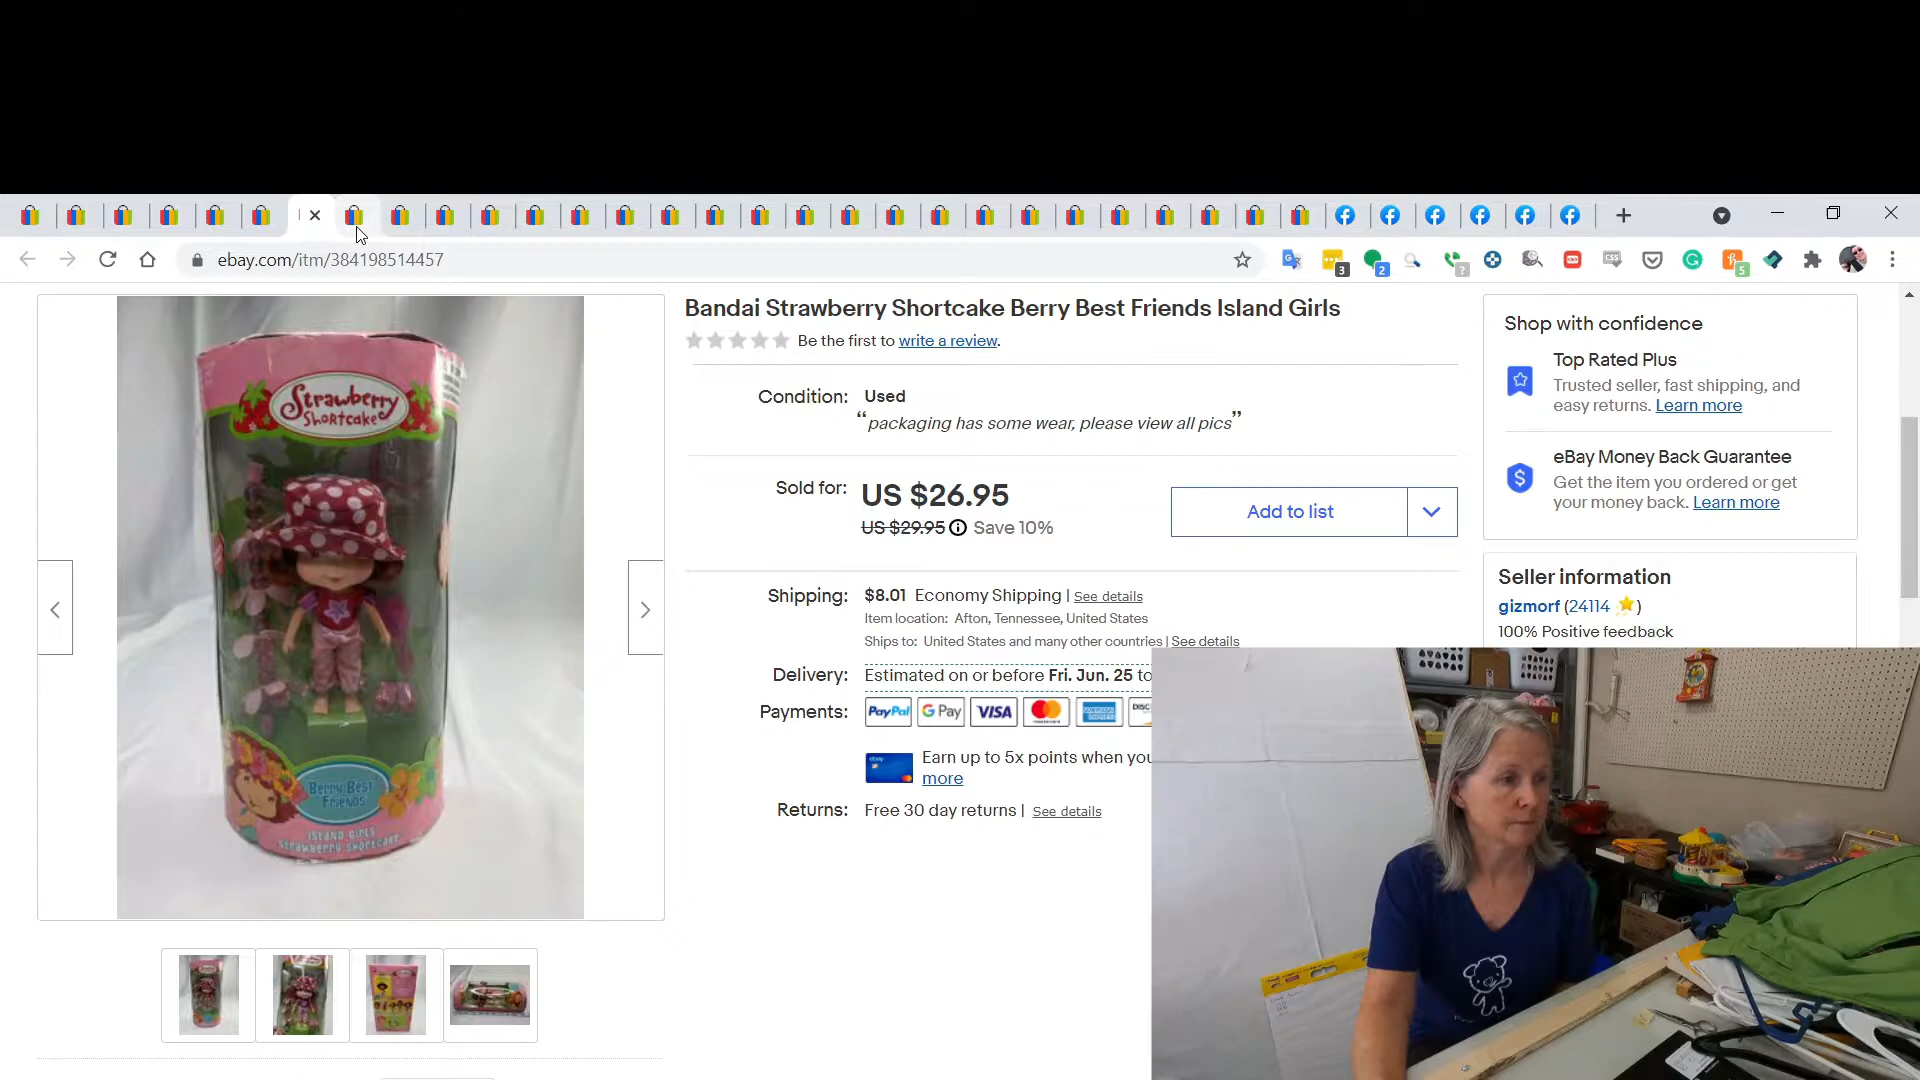 ebay.com/itm/384198514457
3
2
?
5
Bandai Strawberry Shortcake Berry Best Friends Island Girls
Be the first to write a review.
Condition: Used
“packaging has some wear, please view all pics”
Sold for: US $26.95
US $29.95 Save 10%
Add to list
Shipping: $8.01 Economy Shipping | See details
Item location: Afton, Tennessee, United States
Ships to: United States and many other countries | See details
Delivery: Estimated on or before Fri. Jun. 25 to
Payments: PayPal G Pay VISA DISC
Earn up to 5x points when you
more
Returns: Free 30 day returns | See details
Shop with confidence
Top Rated Plus
Trusted seller, fast shipping, and
easy returns. Learn more
eBay Money Back Guarantee
Get the item you ordered or get
your money back. Learn more
Seller information
gizmorf (24114 )
100% Positive feedback
Strawberry
Shortcake
Berry Best
Friends
Island Girls
Strawberry Shortcake